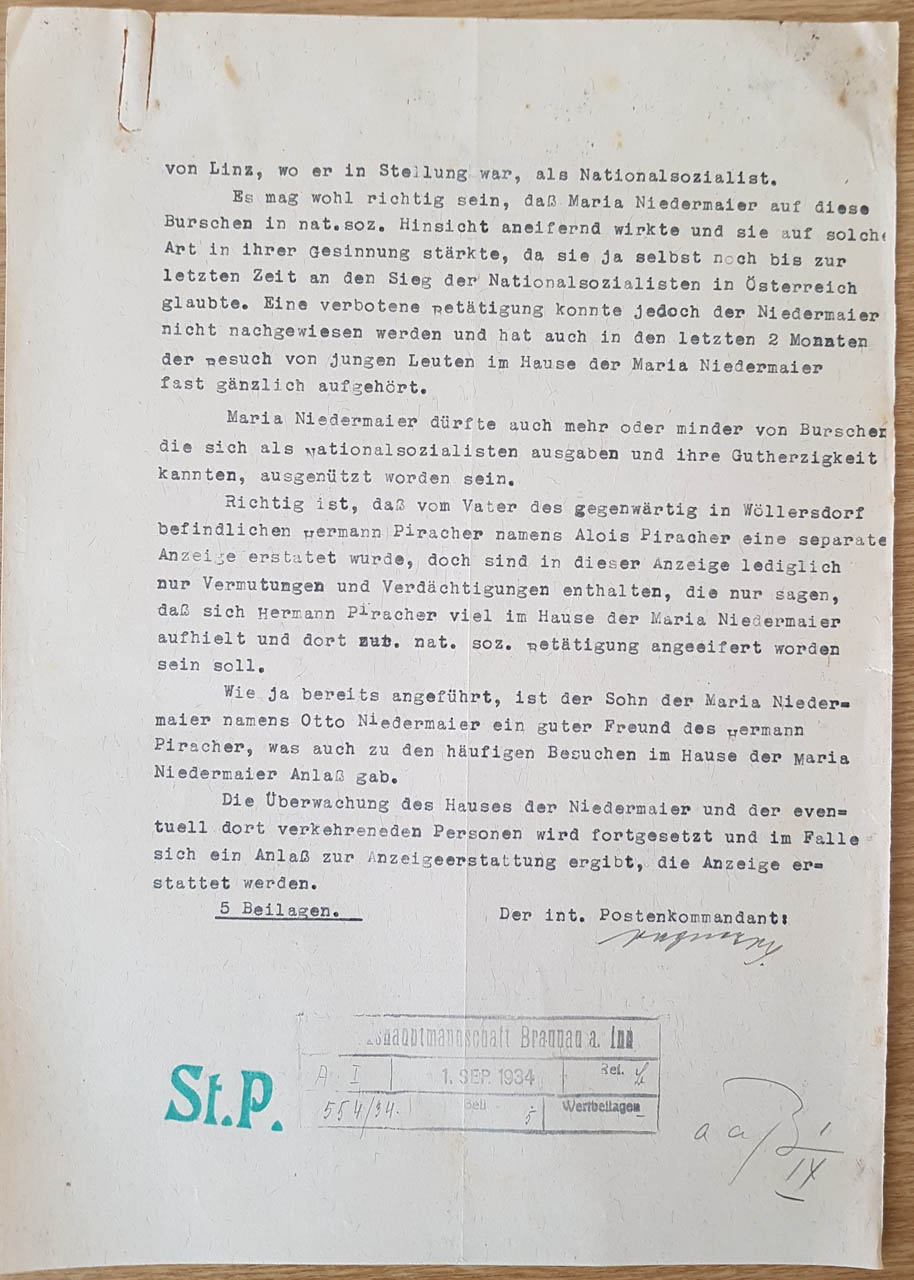 von Linz, wo er in Stellung war, als Nationalsozialist.
Es mag wohl richtig sein, daß Maria Niedermaier auf diese
Burschen in nat.soz. Hinsicht aneifernd wirkte und sie auf solche
Art in ihrer Gesinnung stärkte, da sie ja selbst noch bis zur
letzten Zeit an den Sieg der Nationalsozialisten in Österreich
glaubte. Eine verbotene Betätigung konnte jedoch der Niedermaier
nicht nachgewiesen werden und hat auch in den letzten 2 Monaten
der Besuch von jungen Leuten im Hause der Maria Niedermaier
fast gänzlich aufgehört.
Maria Niedermaier dürfte auch mehr oder minder von Burschen
die sich als Nationalsozialisten ausgaben und ihre Gutherzigkeit
kannten, ausgenützt worden sein.
Richtig ist, daß vom Vater des gegenwärtig in Wöllersdorf
befindlichen Hermann Piracher namens Alois Piracher eine separate
Anzeige erstattet wurde, doch sind in dieser Anzeige lediglich
nur Vermutungen und Verdächtigungen enthalten, die nur sagen,
daß sich Hermann Piracher viel im Hause der Maria Niedermaier
aufhielt und dort zur nat. soz. Betätigung angeeifert worden
sein soll.
Wie ja bereits angeführt, ist der Sohn der Maria Nieder=
maier namens Otto Niedermaier ein guter Freund des Hermann
Piracher, was auch zu den häufigen Besuchen im Hause der Maria
Niedermaier Anlaß gab.
Die Überwachung des Hauses der Niedermaier und der even=
tuell dort verkehreneden Personen wird fortgesetzt und im Falle
sich ein Anlaß zur Anzeigeerstattung ergibt, die Anzeige er=
stattet werden.
5 Beilagen. Der int. Postenkommandant:
shauptmannschaft Braunau a. Inn
A I 1. SEP. 1934 Ref.
554/34. Beil 5 Wertbeilagen
St.P.
a a 1
IX